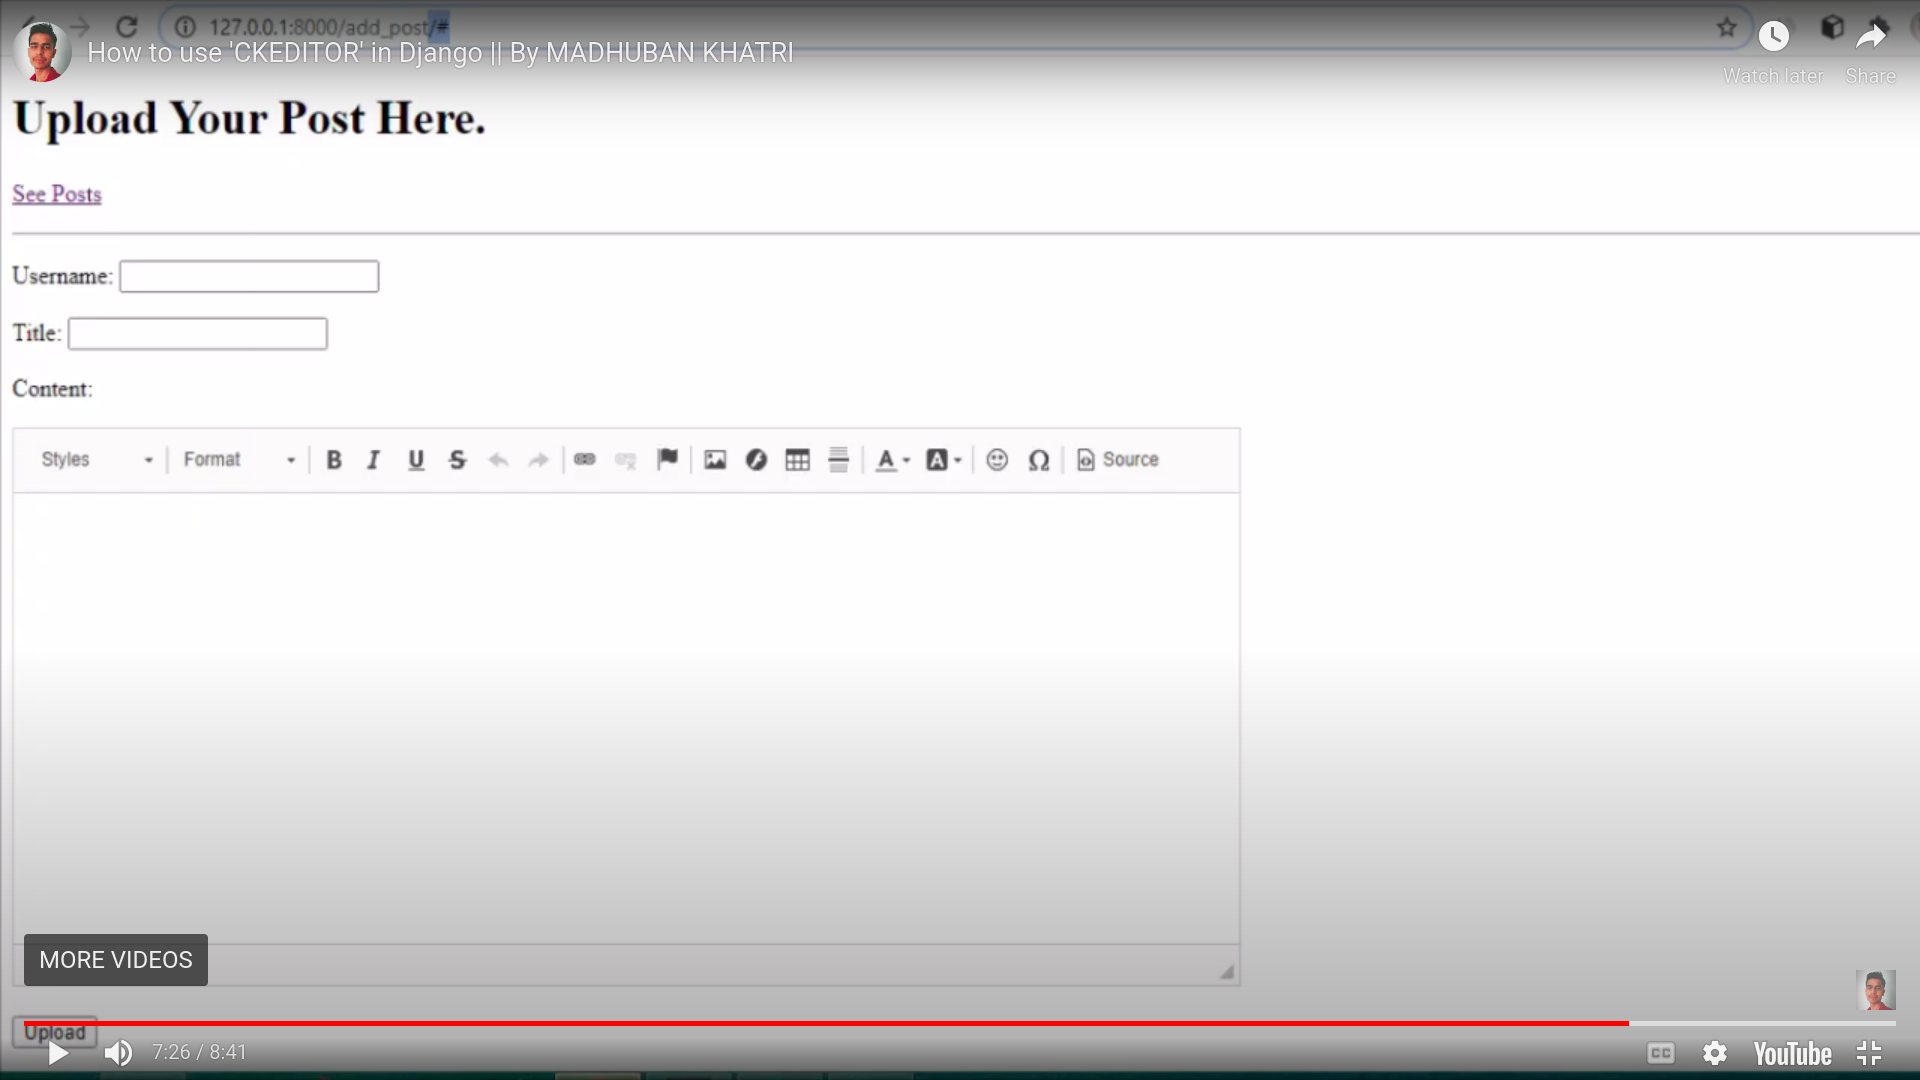 127.0.0.1:8000/add_post/#
How to use 'CKEDITOR' in Django || By MADHUBAN KHATRI
Watch later Share
Upload Your Post Here.
See Posts
Username:
Title:
Content:
Styles Format B I U S A A Ω Source
MORE VIDEOS
Upload
7:26 / 8:41
CC YouTube